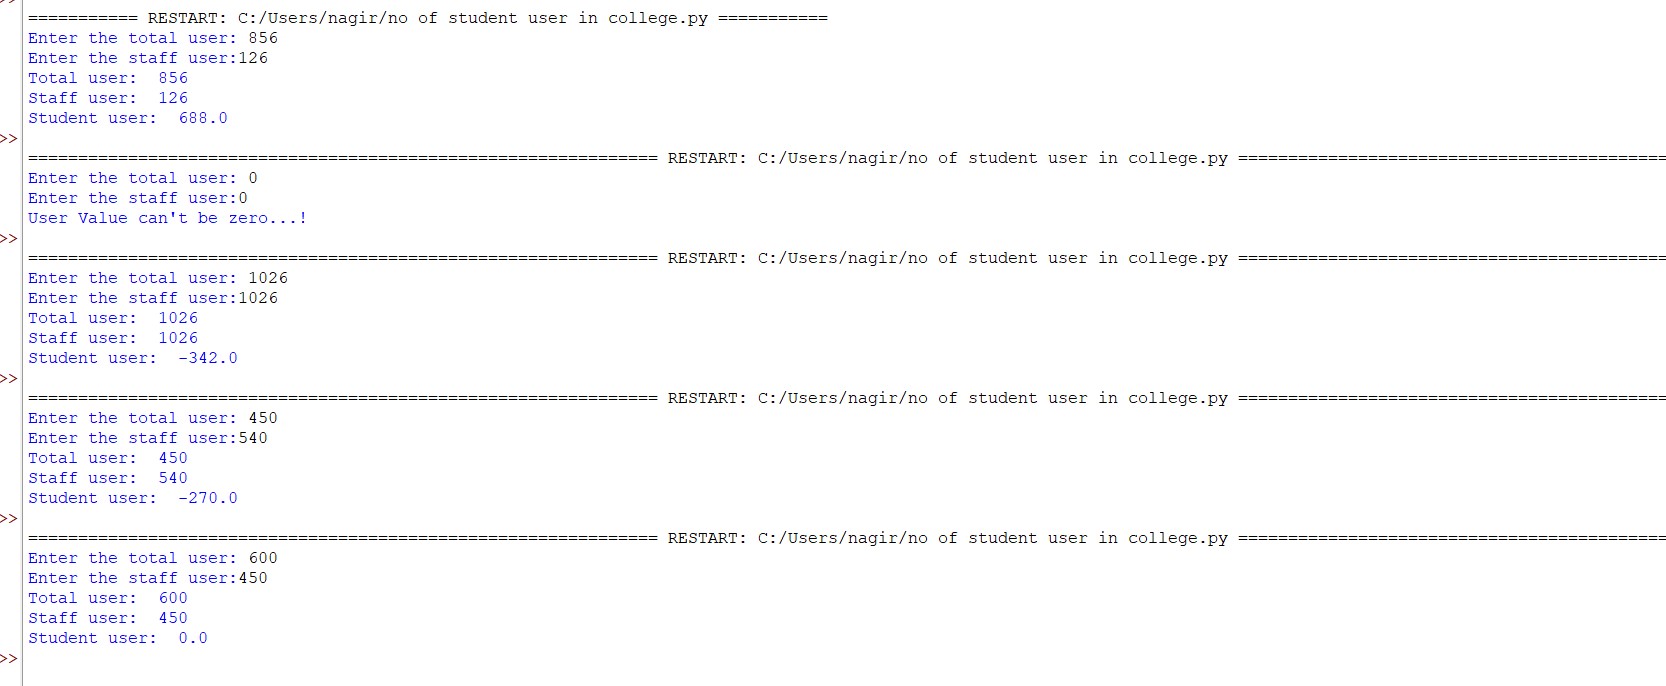 >>
=========== RESTART: C:/Users/nagir/no of student user in college.py ===========
Enter the total user: 856
Enter the staff user:126
Total user:  856
Staff user:  126
Student user:  688.0
>>
=============================================================== RESTART: C:/Users/nagir/no of student user in college.py ===========================================
Enter the total user: 0
Enter the staff user:0
User Value can't be zero...!
>>
=============================================================== RESTART: C:/Users/nagir/no of student user in college.py ===========================================
Enter the total user: 1026
Enter the staff user:1026
Total user:  1026
Staff user:  1026
Student user:  -342.0
>>
=============================================================== RESTART: C:/Users/nagir/no of student user in college.py ===========================================
Enter the total user: 450
Enter the staff user:540
Total user:  450
Staff user:  540
Student user:  -270.0
>>
=============================================================== RESTART: C:/Users/nagir/no of student user in college.py ===========================================
Enter the total user: 600
Enter the staff user:450
Total user:  600
Staff user:  450
Student user:  0.0
>>